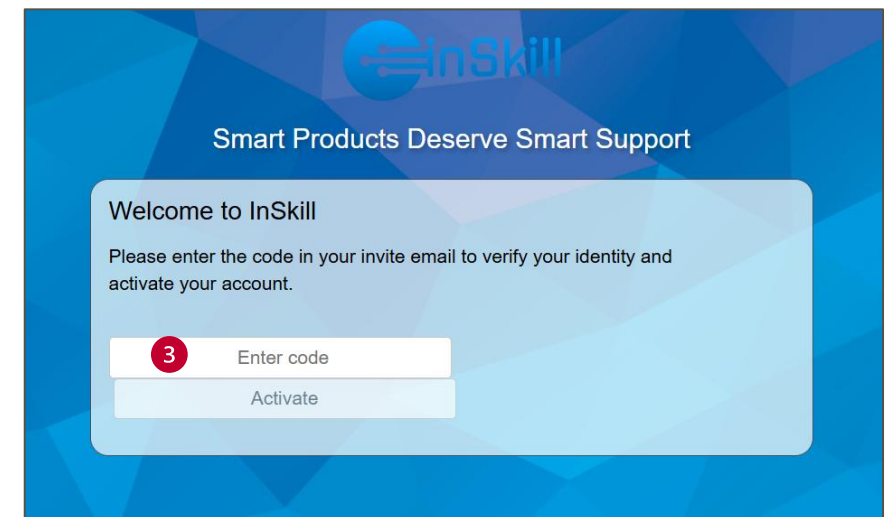 inSkill
Smart Products Deserve Smart Support
Welcome to InSkill
Please enter the code in your invite email to verify your identity and
activate your account.
3 Enter code
Activate